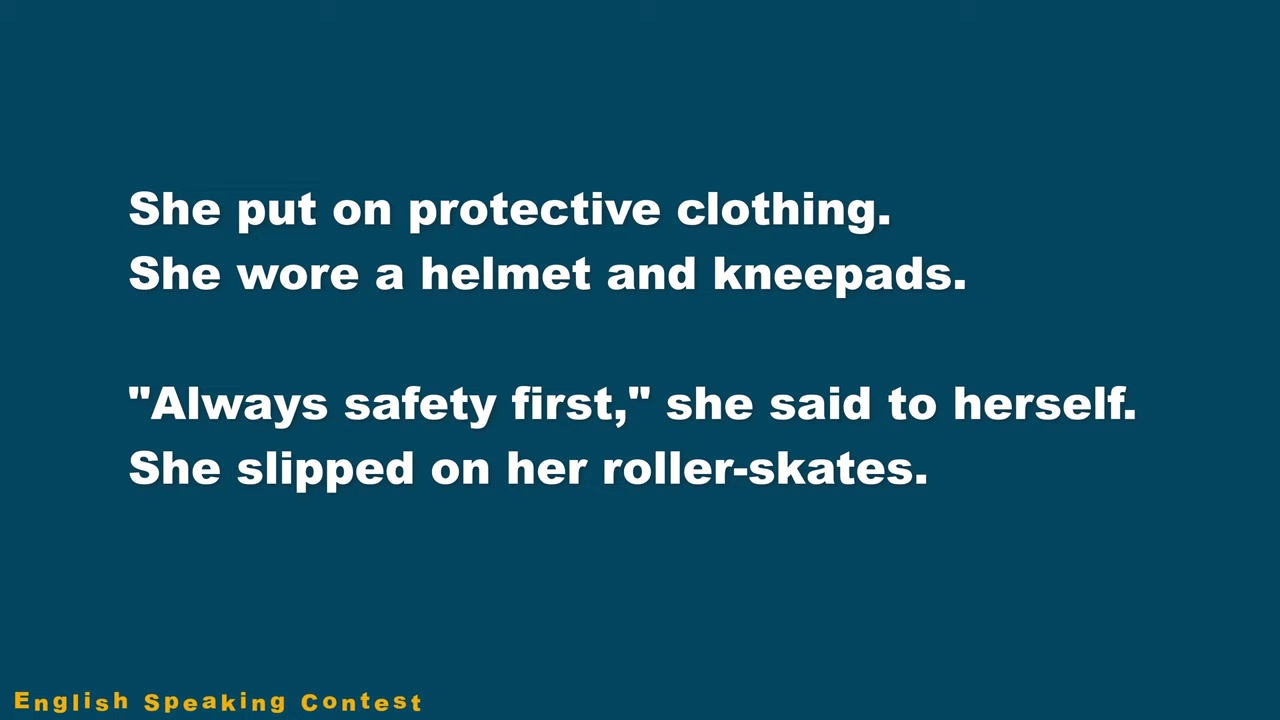 She put on protective clothing.
She wore a helmet and kneepads.
"Always safety first," she said to herself.
She slipped on her roller-skates.
English Speaking Contest